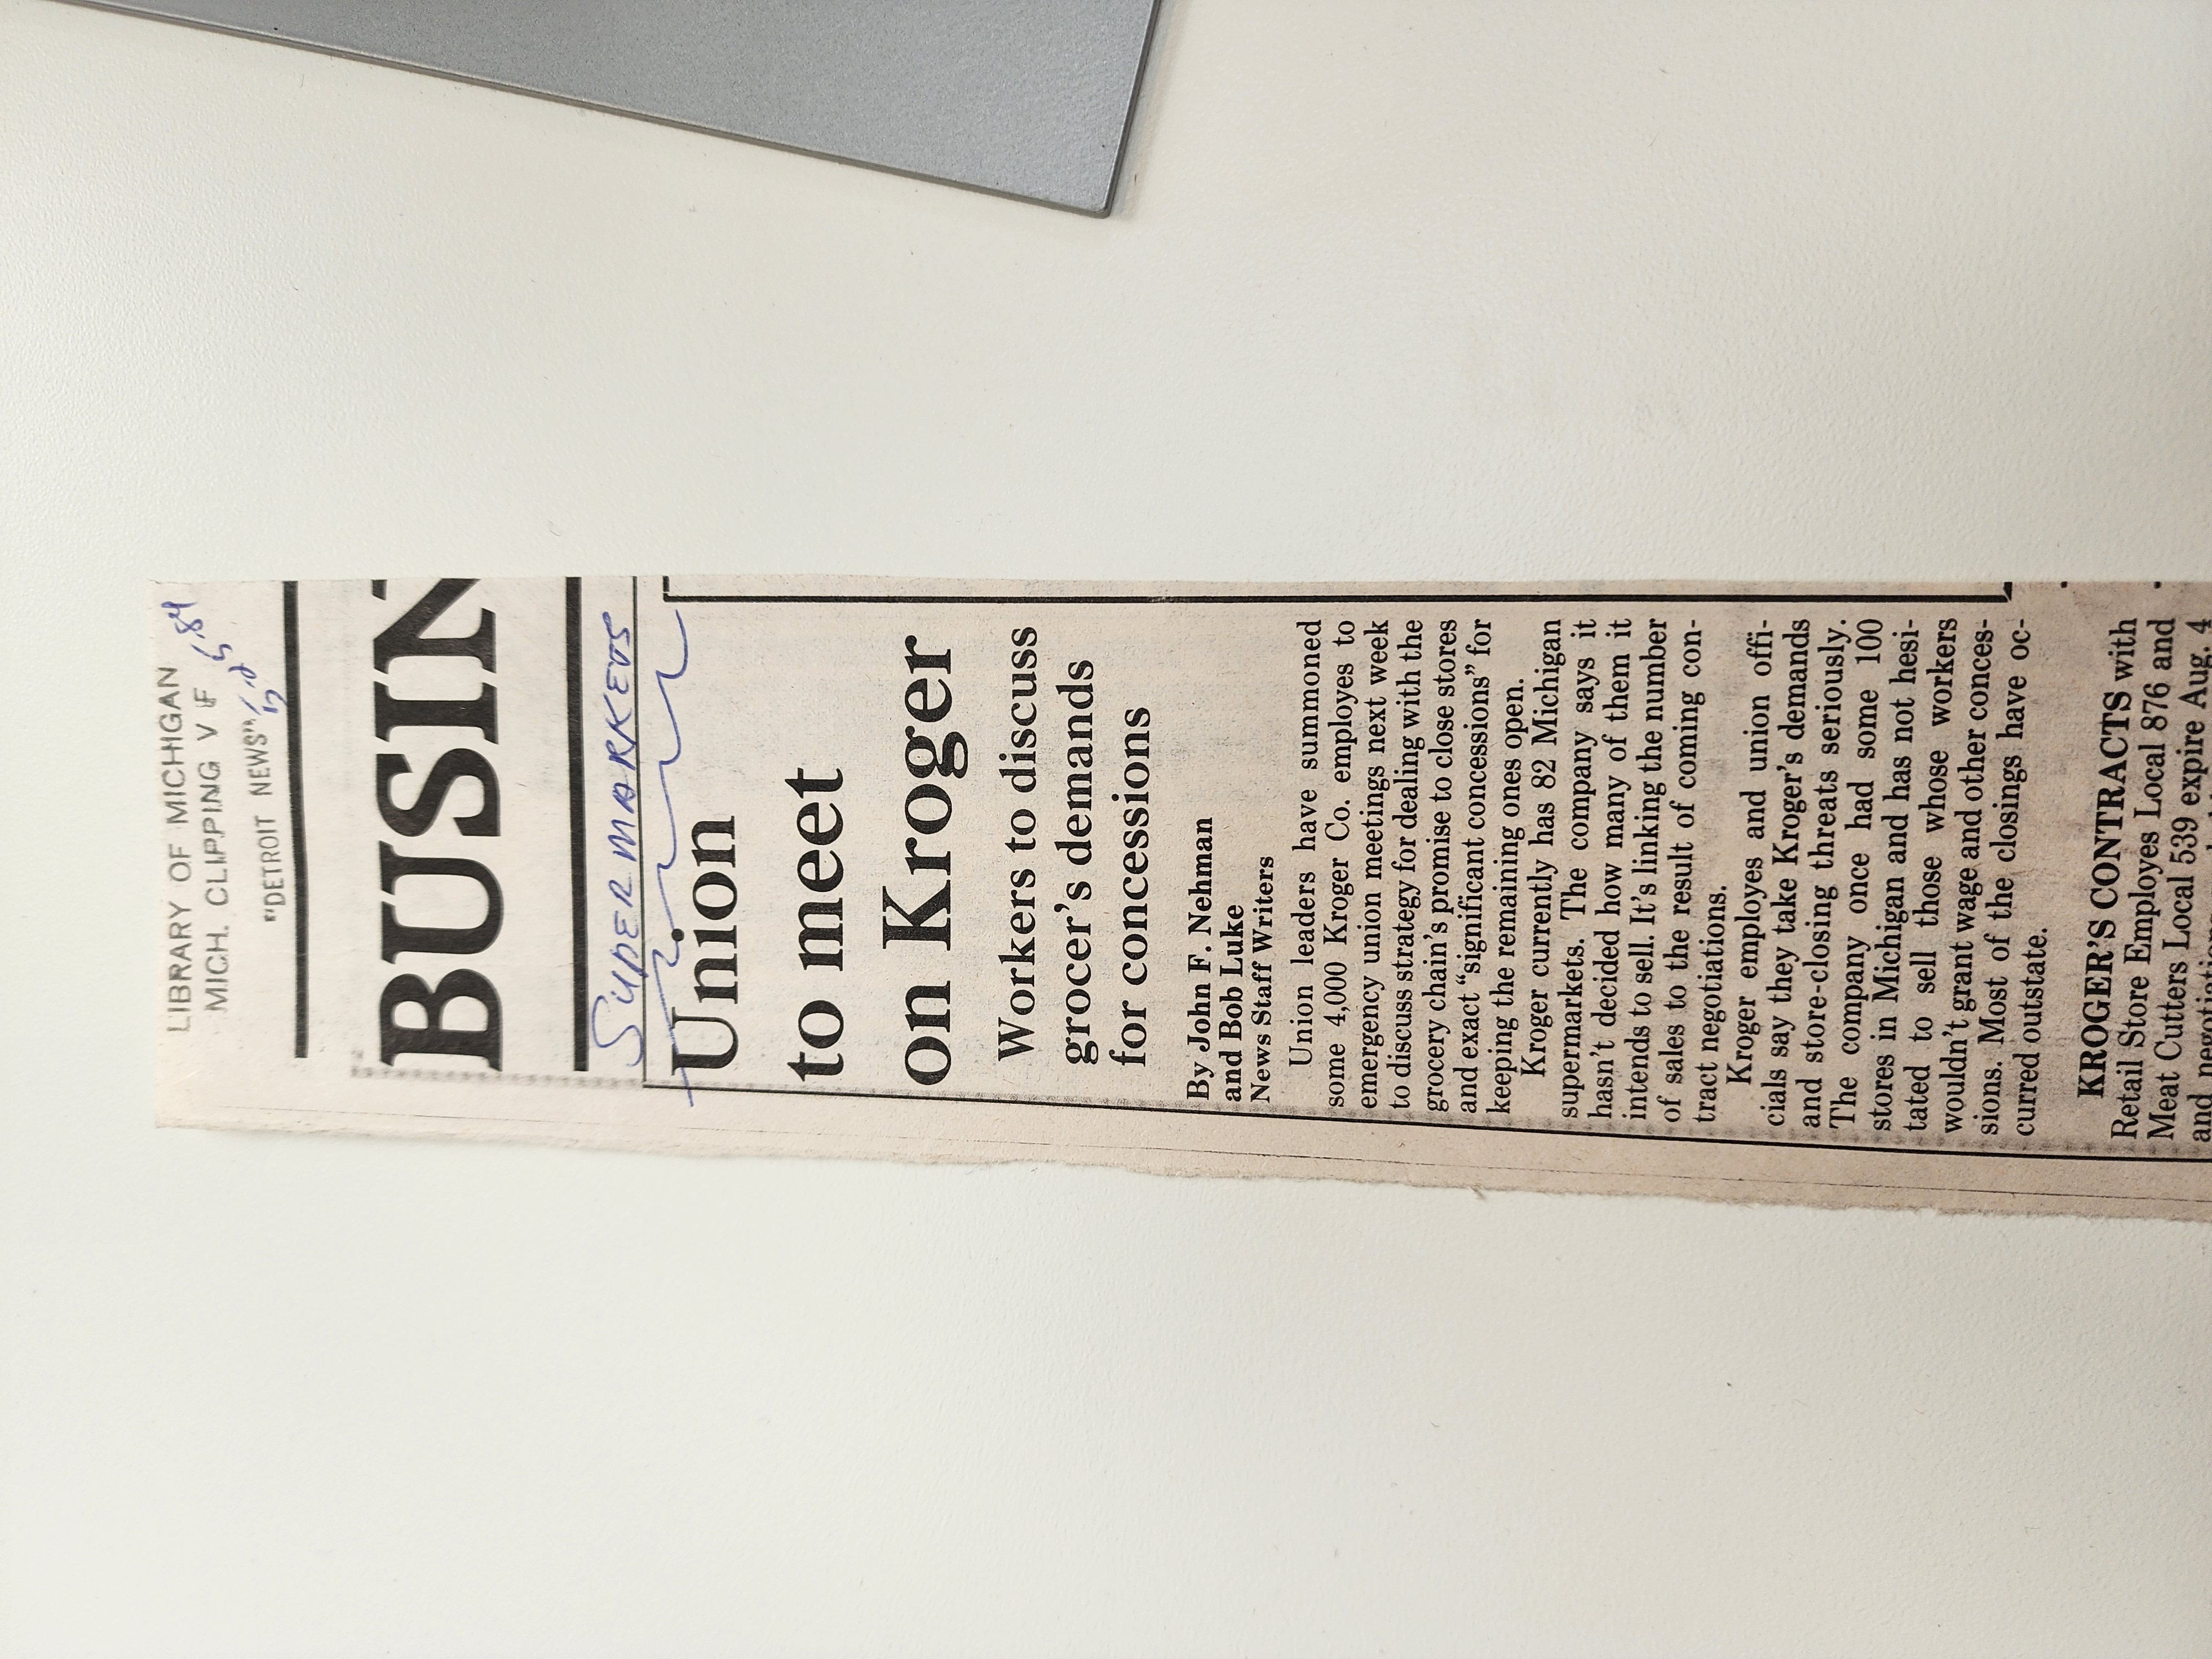 LIBRARY OF MICHIGAN
MICH. CLIPPING V F
"DETROIT NEWS"
BUSIN
SUPERMARKETS
Union
to meet
on Kroger
Workers to discuss
grocer's demands
for concessions
By John F. Nehman
and Bob Luke
News Staff Writers
Union leaders have summoned
some 4,000 Kroger Co. employes to
emergency union meetings next week
to discuss strategy for dealing with the
grocery chain's promise to close stores
and exact "significant concessions" for
keeping the remaining ones open.
Kroger currently has 82 Michigan
supermarkets. The company says it
hasn't decided how many of them it
intends to sell. It's linking the number
of sales to the result of coming con-
tract negotiations.
Kroger employes and union offi-
cials say they take Kroger's demands
and store-closing threats seriously.
The company once had some 100
stores in Michigan and has not hesi-
tated to sell those whose workers
wouldn't grant wage and other conces-
sions. Most of the closings have oc-
curred outstate.
KROGER'S CONTRACTS with
Retail Store Employes Local 876 and
Meat Cutters Local 539 expire Aug. 4